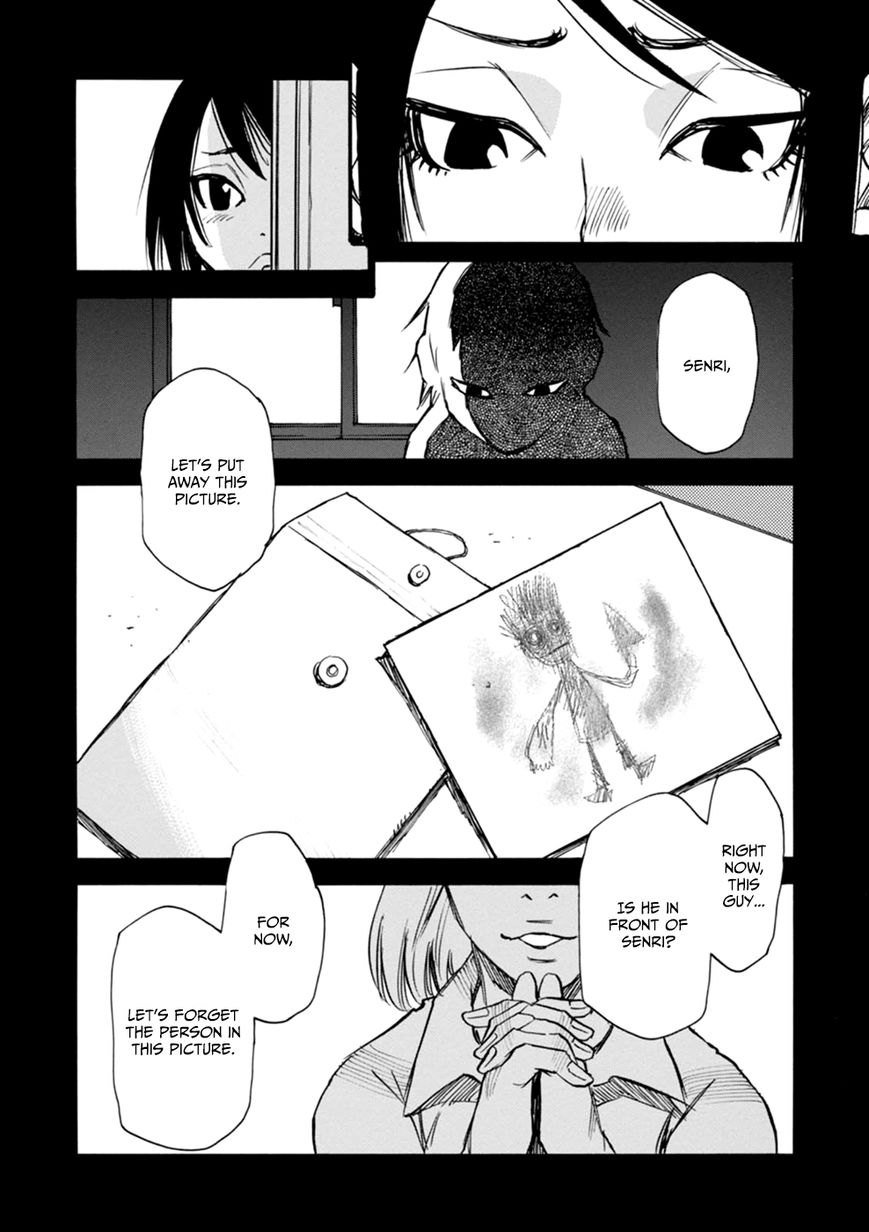 SENRI,
LET'S PUT
AWAY THIS
PICTURE.
RIGHT
NOW,
THIS
GUY...
IS HE IN
FRONT OF
SENRI?
FOR
NOW,
LET'S FORGET
THE PERSON IN
THIS PICTURE.